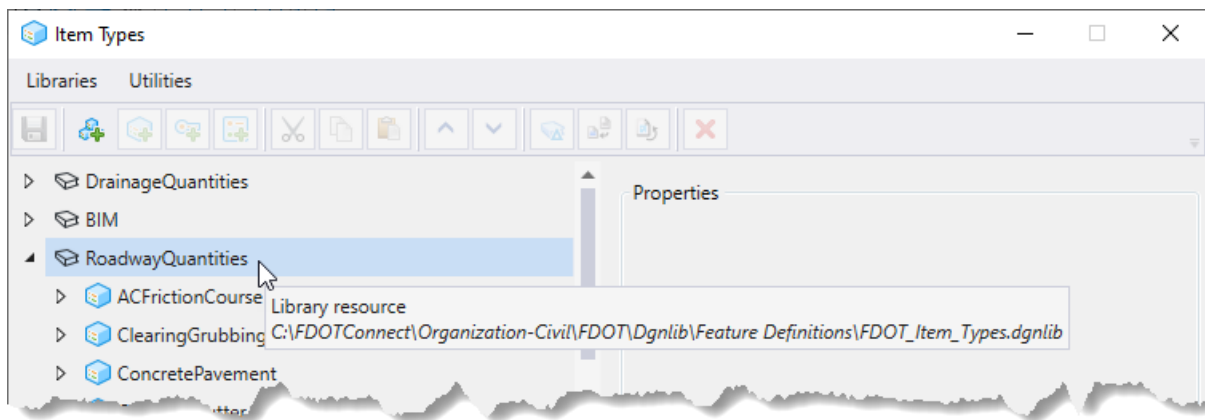 Item Types
Libraries Utilities
DrainageQuantities
BIM
RoadwayQuantities
Properties
ACFrictionCourse
Library resource
C:\FDOTConnect\Organization-Civil\FDOT\Dgnlib\Feature Definitions\FDOT_Item_Types.dgnlib
ClearingGrubbing
ConcretePavement